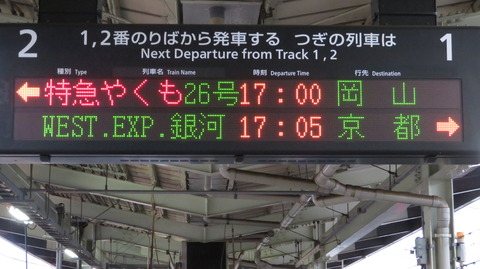 2 1,2番のりばから発車する つぎの列車は 1
Next Departure from Track 1 , 2
種別 Type 列車名 Train Name 時刻 Departure Time 行先 Destination
← 特急やくも26号 17:00 岡山
WEST.EXP.銀河 17:05 京都 →